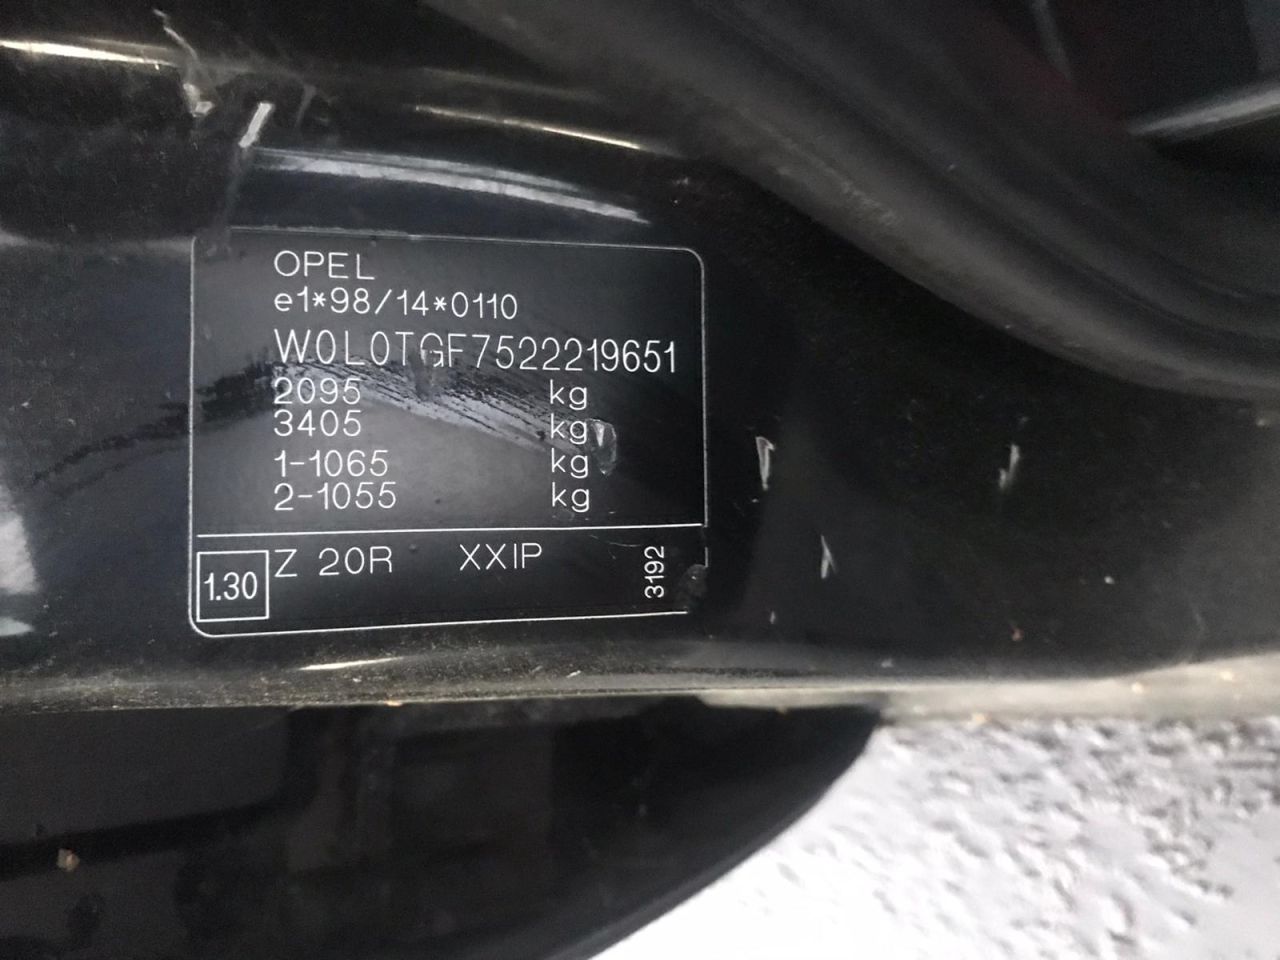 OPEL
e1*98/14*0110
W0L0TGF7522219651
2095 kg
3405 kg
1-1065 kg
2-1055 kg
1.30 Z 20R XXIP 3192